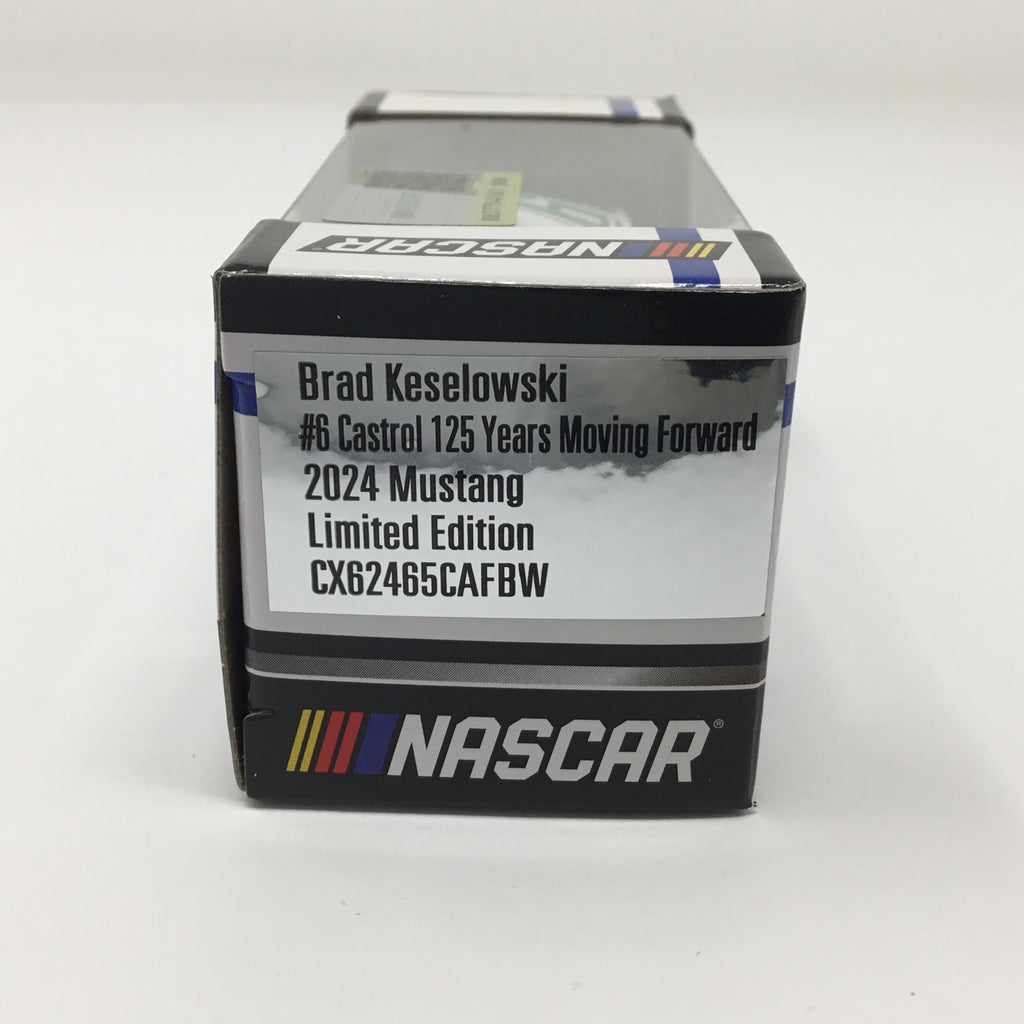 NASCAR
Brad Keselowski
#6 Castrol 125 Years Moving Forward
2024 Mustang
Limited Edition
CX62465CAFBW
NASCAR®